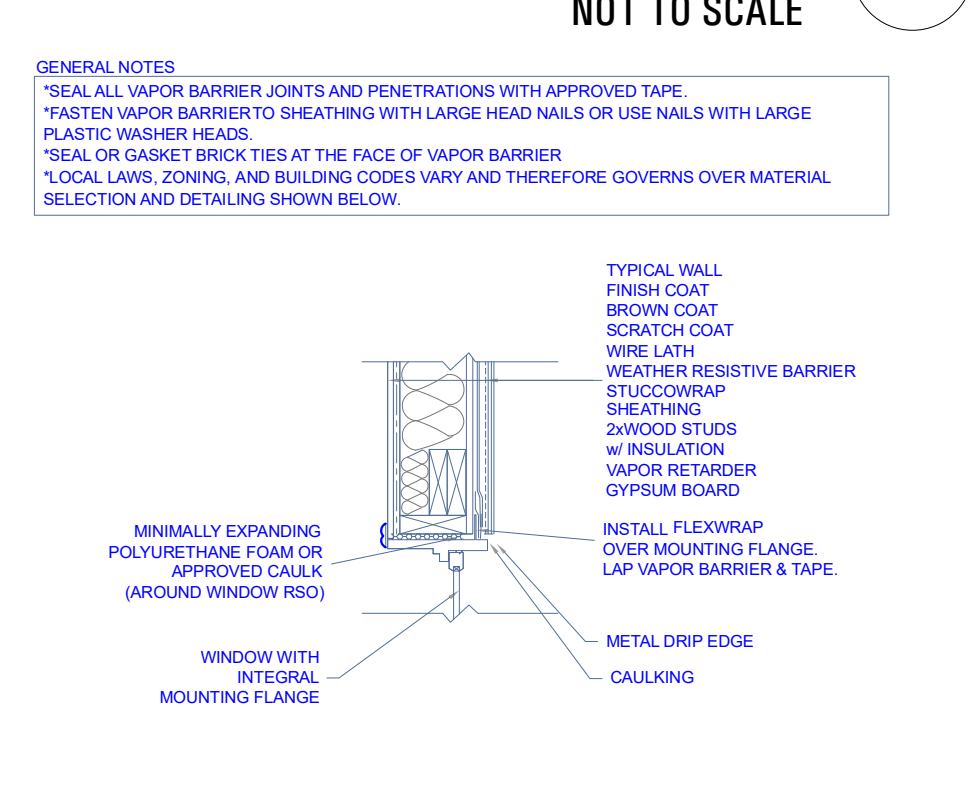 NOT TO SCALE
GENERAL NOTES
*SEAL ALL VAPOR BARRIER JOINTS AND PENETRATIONS WITH APPROVED TAPE.
*FASTEN VAPOR BARRIER TO SHEATHING WITH LARGE HEAD NAILS OR USE NAILS WITH LARGE
PLASTIC WASHER HEADS.
*SEAL OR GASKET BRICK TIES AT THE FACE OF VAPOR BARRIER
*LOCAL LAWS, ZONING, AND BUILDING CODES VARY AND THEREFORE GOVERNS OVER MATERIAL
SELECTION AND DETAILING SHOWN BELOW.
TYPICAL WALL
FINISH COAT
BROWN COAT
SCRATCH COAT
WIRE LATH
WEATHER RESISTIVE BARRIER
STUCCOWRAP
SHEATHING
2xWOOD STUDS
w/ INSULATION
VAPOR RETARDER
GYPSUM BOARD
MINIMALLY EXPANDING
POLYURETHANE FOAM OR
APPROVED CAULK
(AROUND WINDOW RSO)
INSTALL FLEXWRAP
OVER MOUNTING FLANGE.
LAP VAPOR BARRIER & TAPE.
WINDOW WITH
INTEGRAL
MOUNTING FLANGE
METAL DRIP EDGE
CAULKING